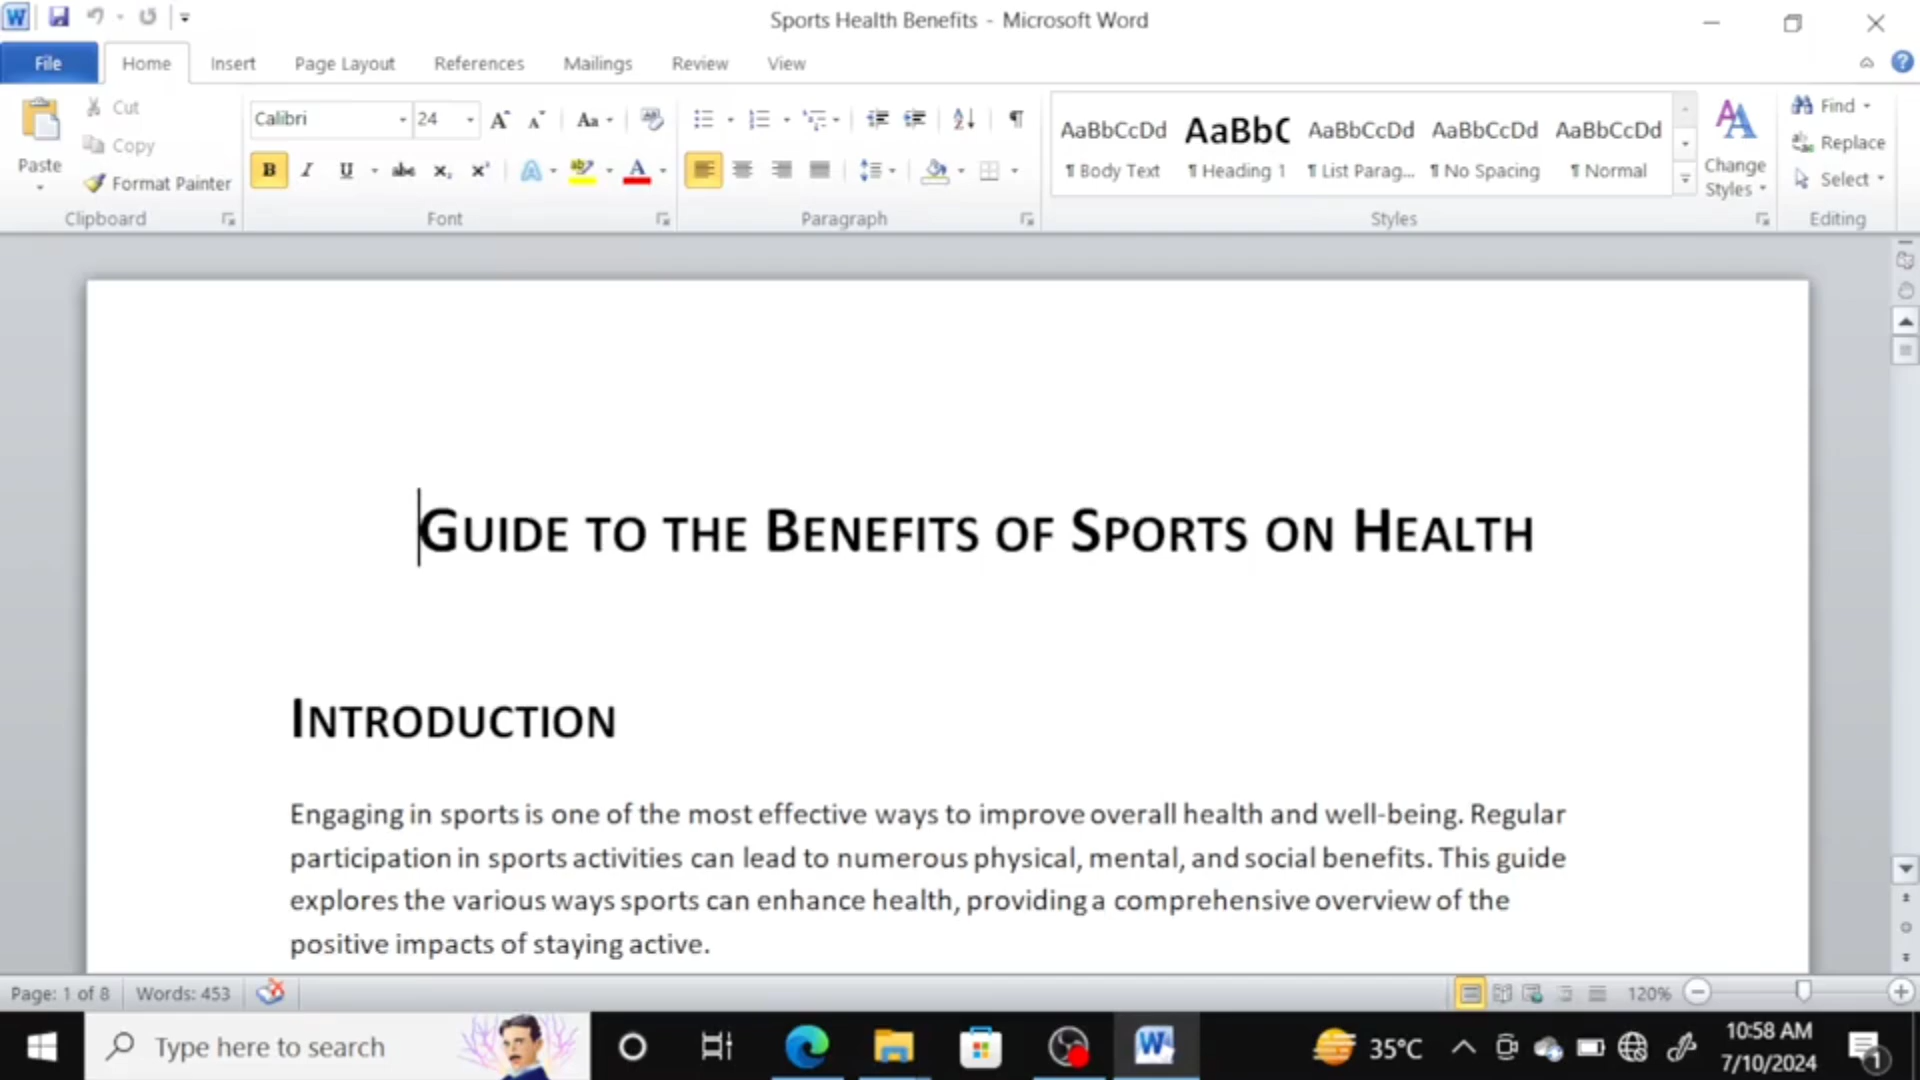 Sports Health Benefits - Microsoft Word
File Home Insert Page Layout References Mailings Review View
Paste
Cut
Copy
Format Painter
Clipboard
Calibri 24
Aa
B I U abc x₂ x²
A ab A
Font
Paragraph
AaBbCcDd AaBbC AaBbCcDd AaBbCcDd AaBbCcDd
¶ Body Text ¶ Heading 1 ¶ List Parag... ¶ No Spacing ¶ Normal
Change
Styles
Styles
Find
Replace
Select
Editing
GUIDE TO THE BENEFITS OF SPORTS ON HEALTH
INTRODUCTION
Engaging in sports is one of the most effective ways to improve overall health and well-being. Regular
participation in sports activities can lead to numerous physical, mental, and social benefits. This guide
explores the various ways sports can enhance health, providing a comprehensive overview of the
positive impacts of staying active.
Page: 1 of 8 Words: 453 120%
Type here to search
35°C
10:58 AM
7/10/2024
1